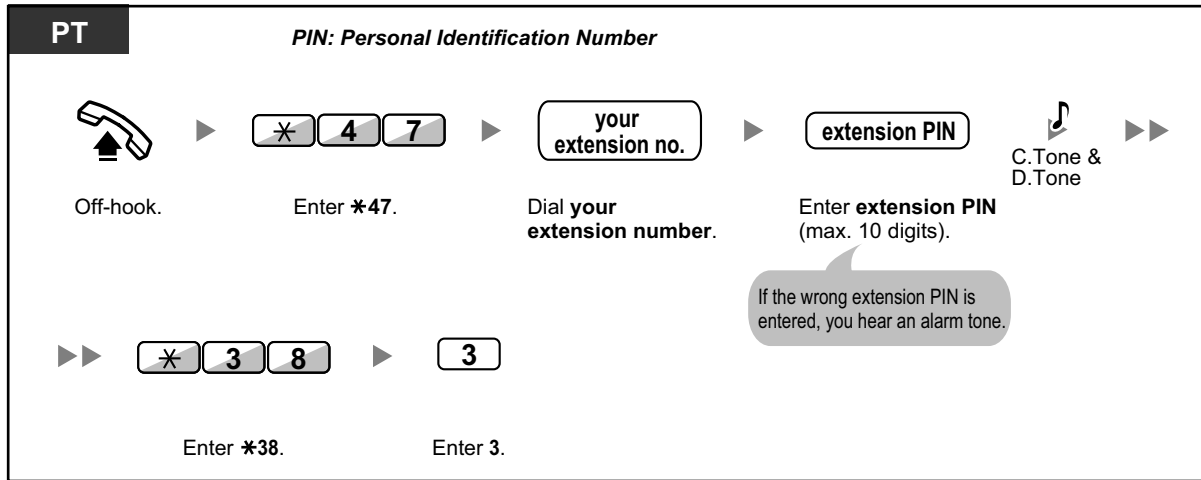 PT
PIN: Personal Identification Number
✳ 4 7
your
extension no.
extension PIN
C.Tone &
D.Tone
Off-hook.
Enter ✳47.
Dial your
extension number.
Enter extension PIN
(max. 10 digits).
If the wrong extension PIN is
entered, you hear an alarm tone.
✳ 3 8
3
Enter ✳38.
Enter 3.